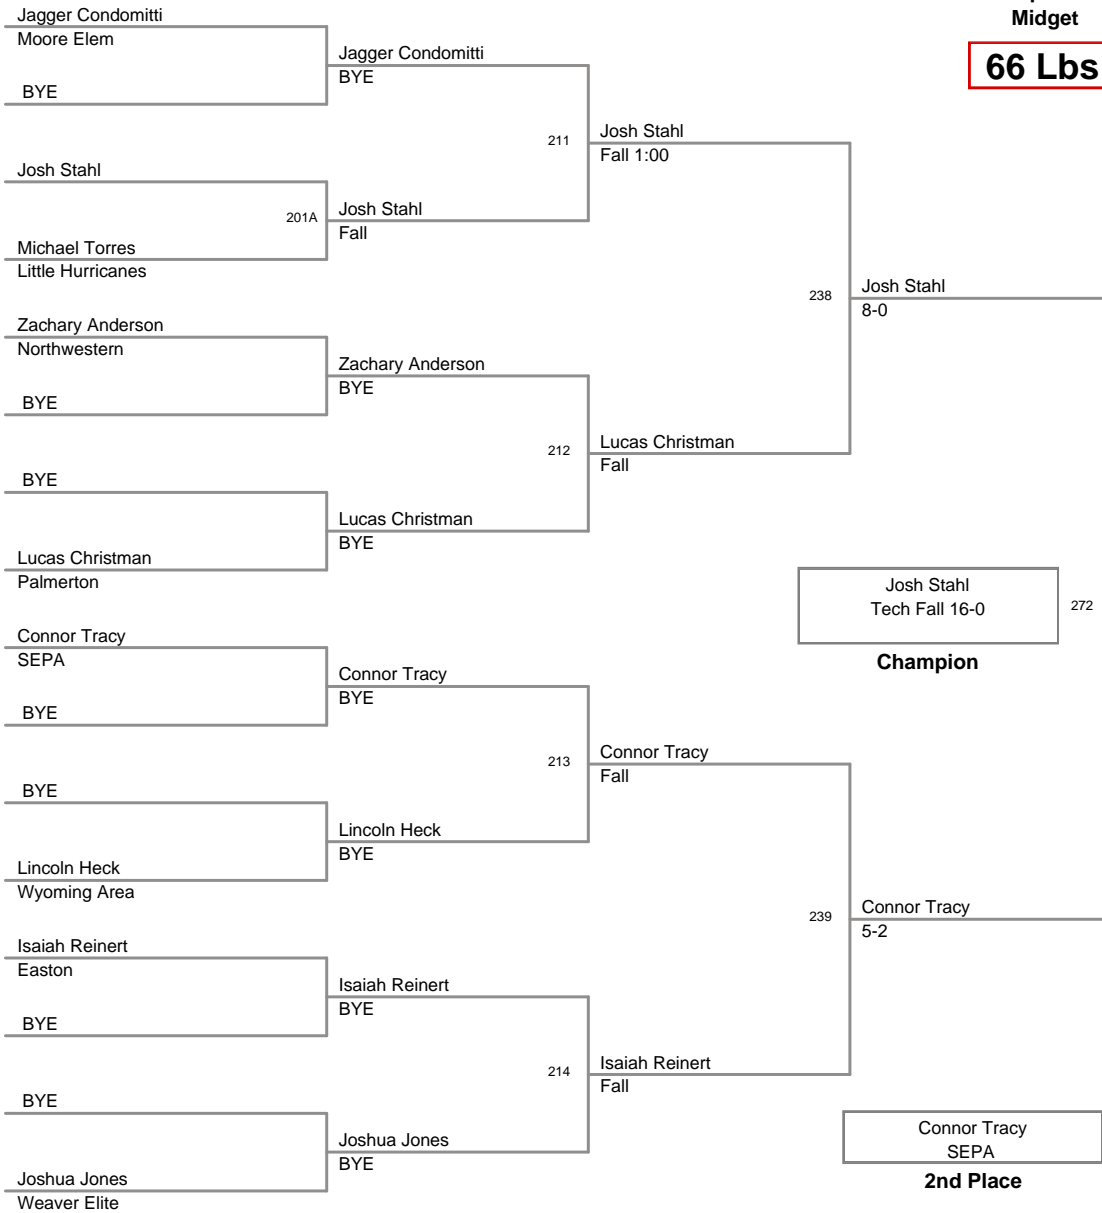 Jagger Condomitti
Moore Elem
BYE
Josh Stahl
Michael Torres
Little Hurricanes
Zachary Anderson
Northwestern
BYE
BYE
Lucas Christman
Palmerton
Connor Tracy
SEPA
BYE
BYE
Lincoln Heck
Wyoming Area
Isaiah Reinert
Easton
BYE
BYE
Joshua Jones
Weaver Elite
201A
Jagger Condomitti
BYE
Josh Stahl
Fall
Zachary Anderson
BYE
Lucas Christman
BYE
Connor Tracy
BYE
Lincoln Heck
BYE
Isaiah Reinert
BYE
Joshua Jones
BYE
211
212
213
214
Josh Stahl
Fall 1:00
Lucas Christman
Fall
Connor Tracy
Fall
Isaiah Reinert
Fall
238
239
Josh Stahl
8-0
Connor Tracy
5-2
Midget
66 Lbs
Josh Stahl
Tech Fall 16-0
272
Champion
Connor Tracy
SEPA
2nd Place